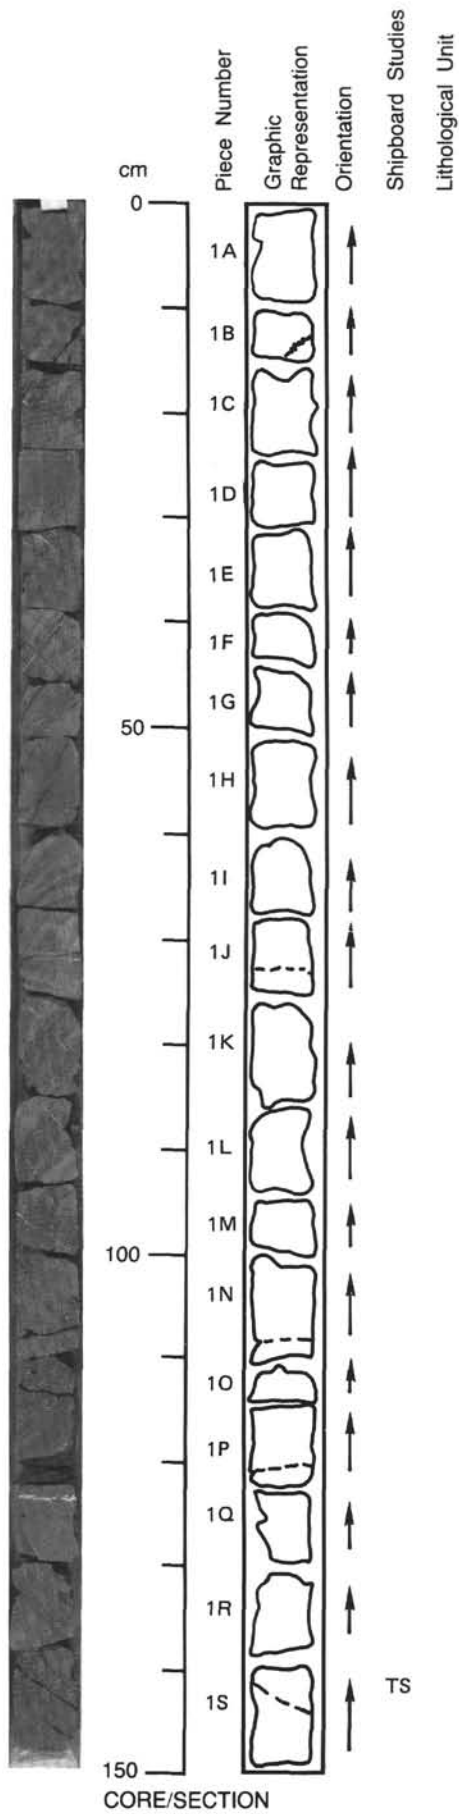 cm
Piece Number
Graphic
Representation
Orientation
Shipboard Studies
Lithological Unit
0
1A
1B
1C
1D
1E
1F
1G
50
1H
1I
1J
1K
1L
1M
100
1N
1O
1P
1Q
1R
1S
TS
150
CORE/SECTION